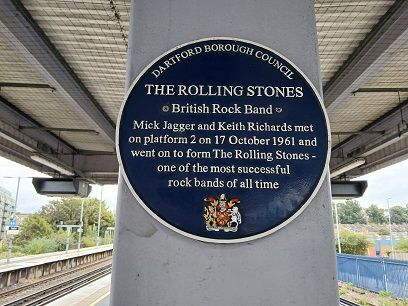 DARTFORD BOROUGH COUNCIL
THE ROLLING STONES
British Rock Band
Mick Jagger and Keith Richards met
on platform 2 on 17 October 1961 and
went on to form The Rolling Stones -
one of the most successful
rock bands of all time